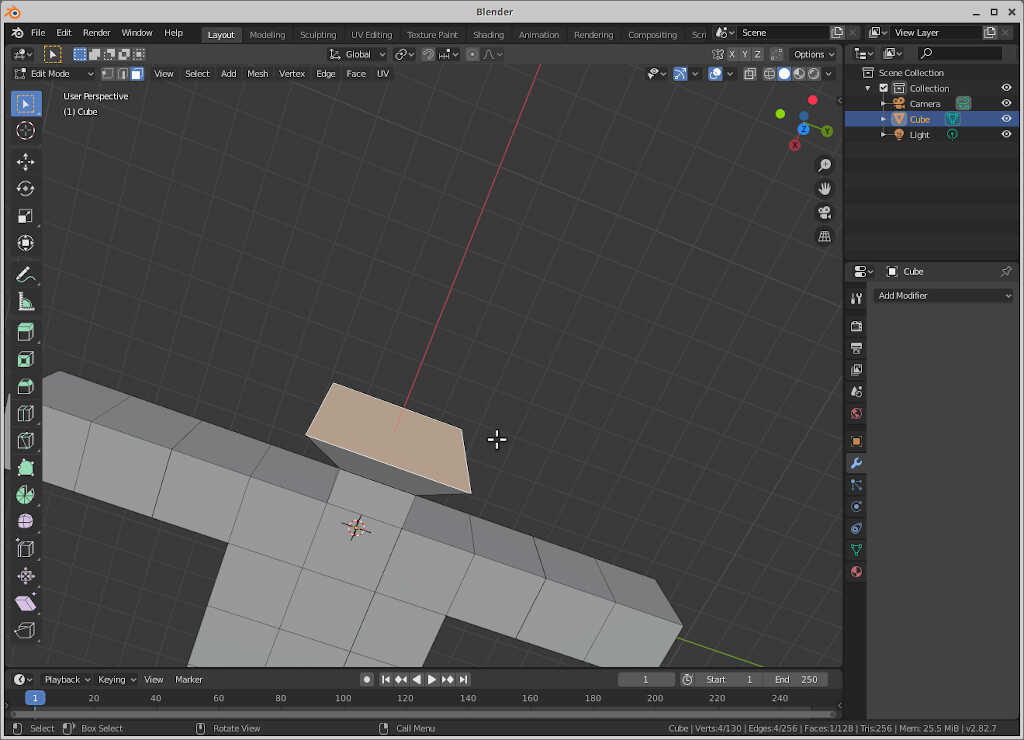 Blender
File Edit Render Window Help Layout Modeling Sculpting UV Editing Texture Paint Shading Animation Rendering Compositing Scri Scene View Layer
Global X Y Z Options
Edit Mode View Select Add Mesh Vertex Edge Face UV
User Perspective
(1) Cube
Y
Z
X
Scene Collection
Collection
Camera
Cube
Light
Cube
Add Modifier
Playback Keying View Marker 1 Start 1 End 250
1 20 40 60 80 100 120 140 160 180 200 220 240
Select Box Select Rotate View Call Menu Cube | Verts:4/130 | Edges:4/256 | Faces:1/128 | Tris:256 | Mem: 25.5 MiB | v2.82.7